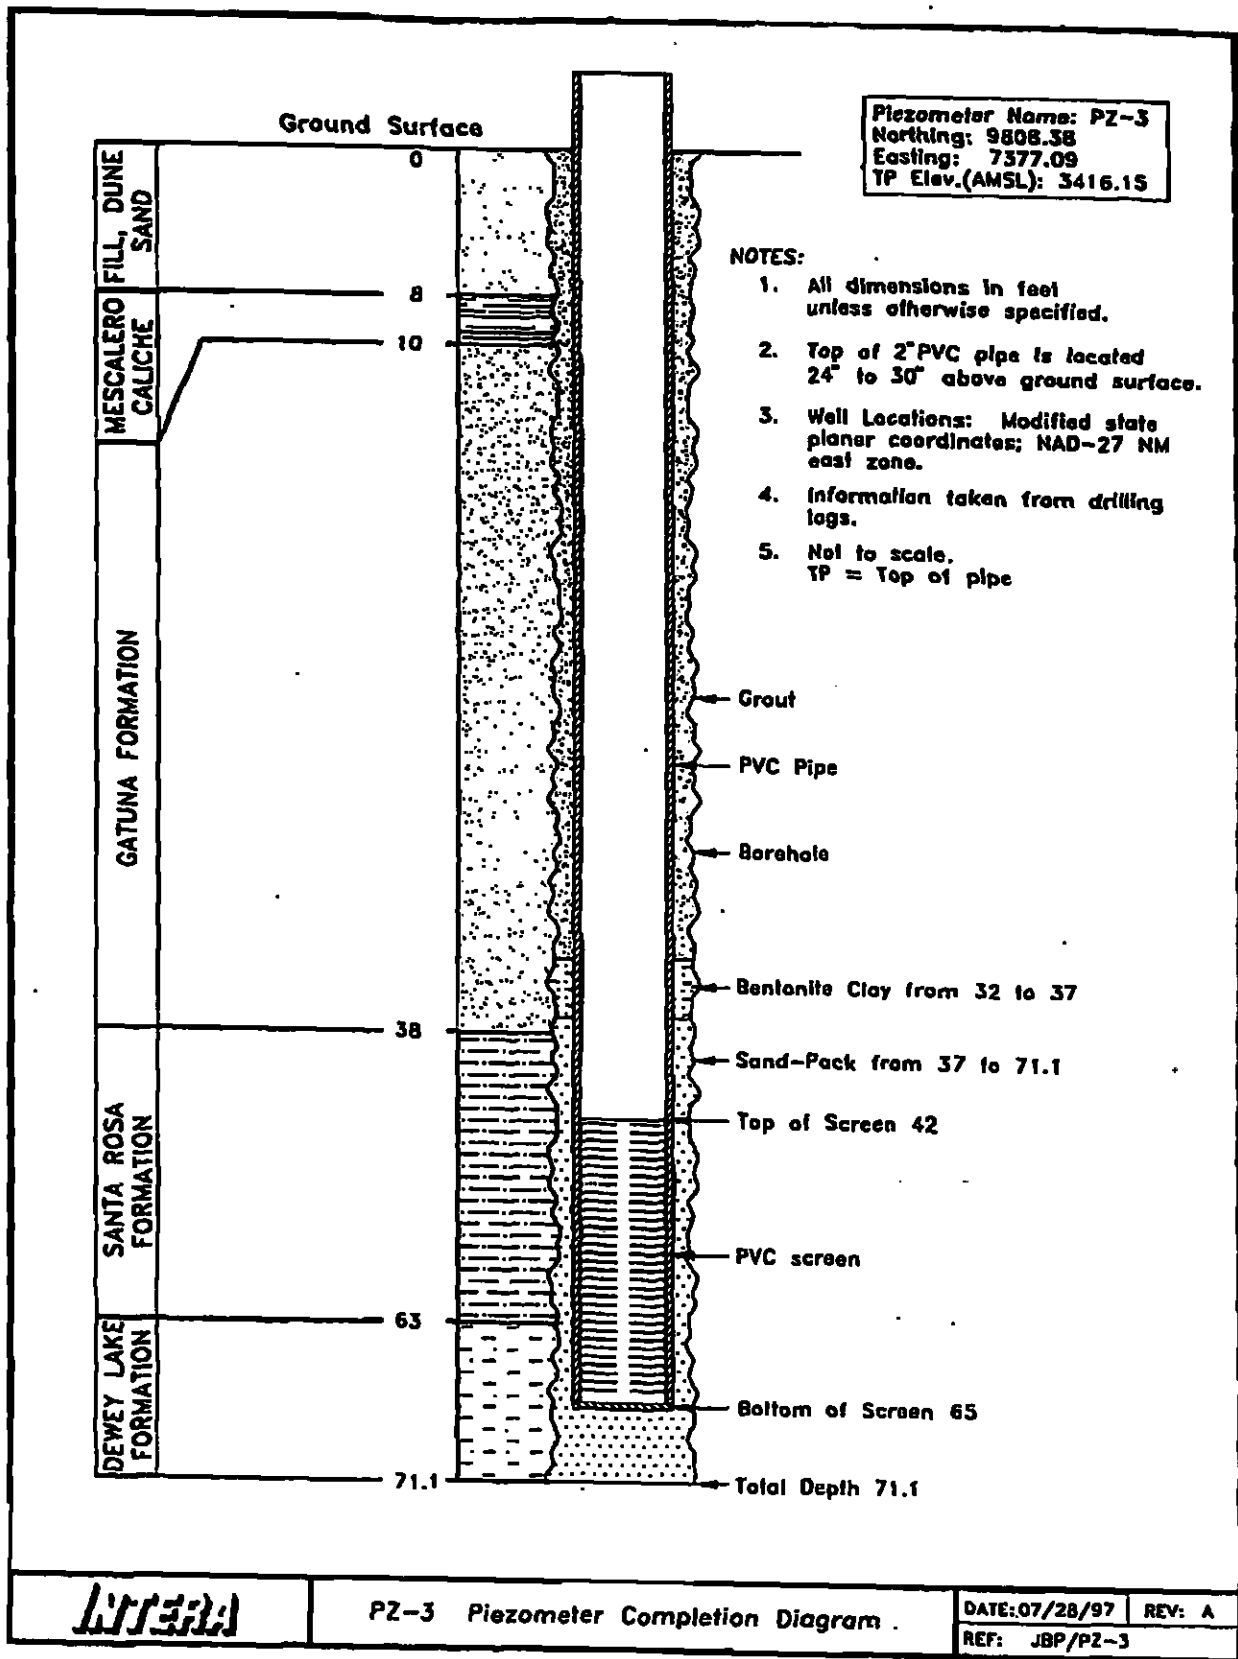 Piezometer Name: PZ-3
Northing: 9808.38
Easting: 7377.09
TP Elev.(AMSL): 3416.15
Ground Surface
0
FILL, DUNE
SAND
8
MESCALERO
CALICHE
10
NOTES:
1. All dimensions in feet
unless otherwise specified.
2. Top of 2" PVC pipe is located
24" to 30" above ground surface.
3. Well Locations: Modified state
planer coordinates; NAD-27 NM
east zone.
4. Information taken from drilling
logs.
5. Not to scale.
TP = Top of pipe
GATUNA FORMATION
Grout
PVC Pipe
Borehole
Bentonite Clay from 32 to 37
38
Sand-Pack from 37 to 71.1
Top of Screen 42
SANTA ROSA
FORMATION
PVC screen
63
DEWEY LAKE
FORMATION
Bottom of Screen 65
71.1
Total Depth 71.1
INTERA
PZ-3 Piezometer Completion Diagram
DATE: 07/28/97
REV: A
REF: JBP/PZ-3